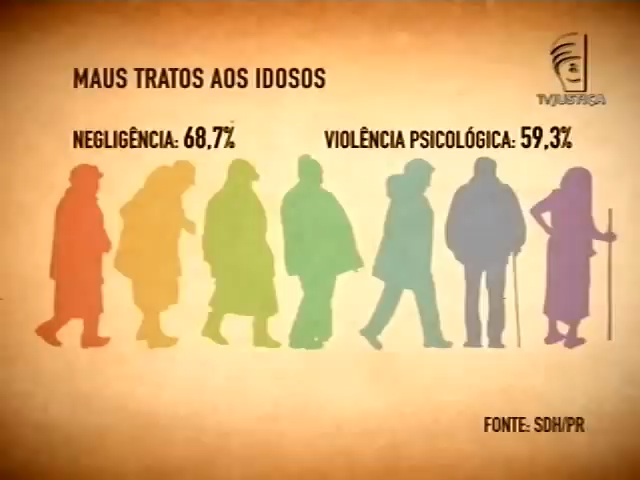 MAUS TRATOS AOS IDOSOS
TVJUSTIÇA
NEGLIGÊNCIA: 68,7%
VIOLÊNCIA PSICOLÓGICA: 59,3%
FONTE: SDH/PR